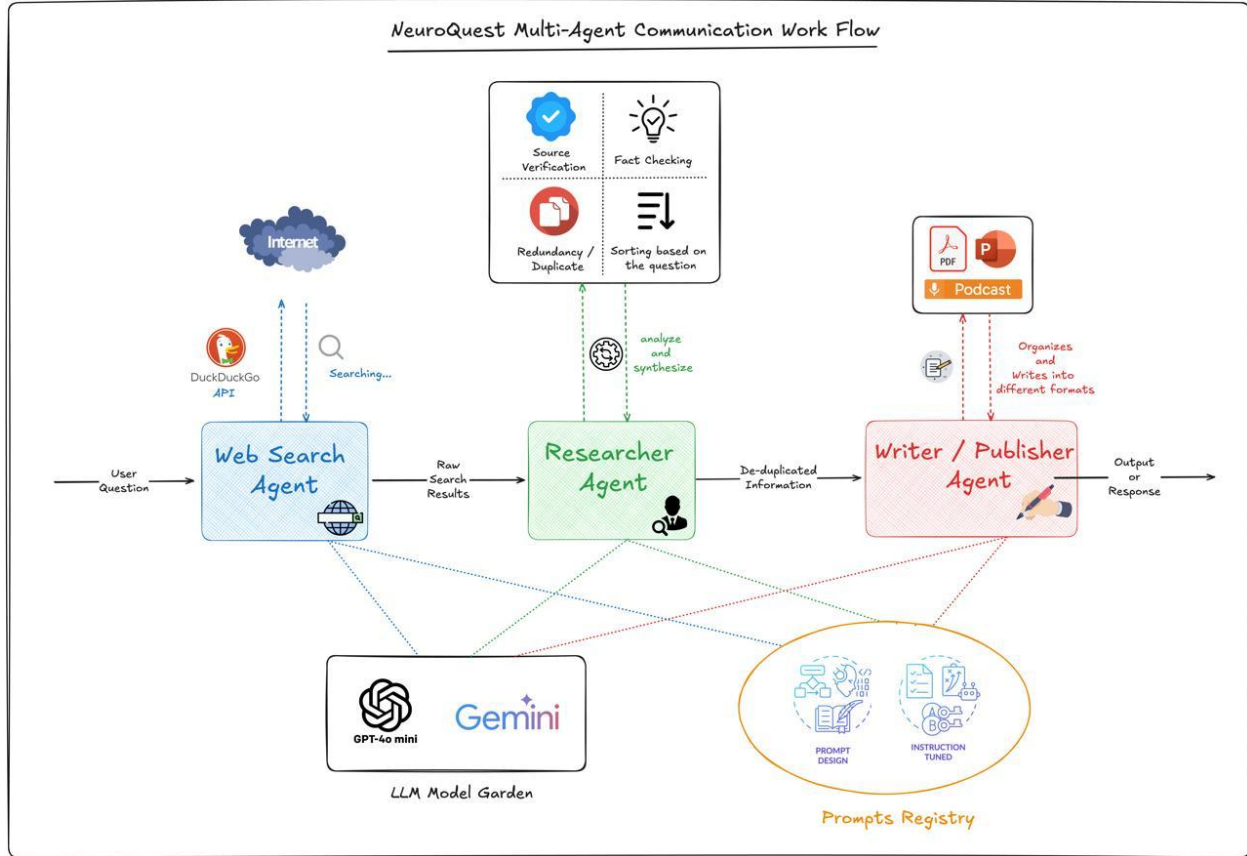 NeuroQuest Multi-Agent Communication Work Flow
Source
Verification
Fact Checking
Redundancy /
Duplicate
Sorting based on
the question
Internet
PDF
P
Podcast
DuckDuckGo
API
Searching...
analyze
and
synthesize
Organizes
and
Writes into
different formats
User
Question
Web Search
Agent
Raw
Search
Results
Researcher
Agent
De-duplicated
Information
Writer / Publisher
Agent
Output
or
Response
GPT-4o mini
Gemini
LLM Model Garden
A
B
PROMPT
DESIGN
INSTRUCTION
TUNED
Prompts Registry